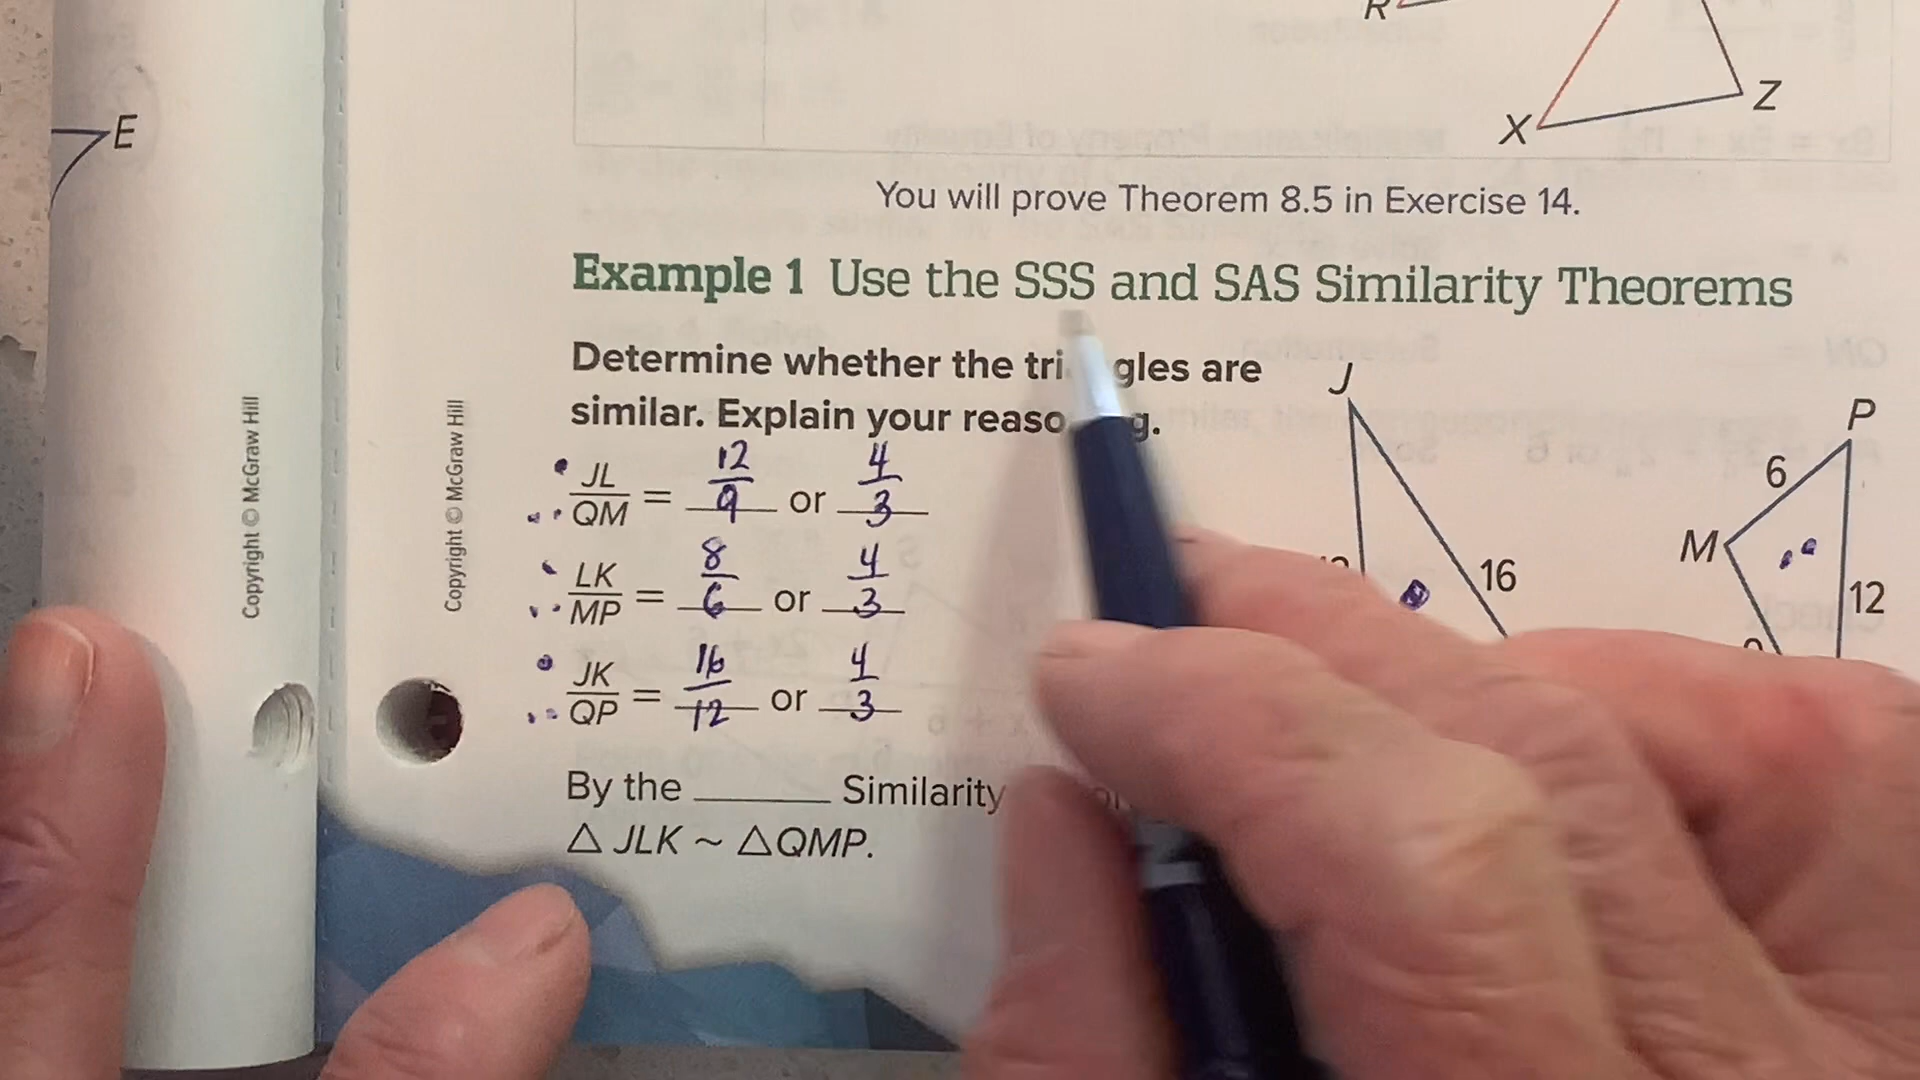 R
E
X
Z
You will prove Theorem 8.5 in Exercise 14.
Example 1 Use the SSS and SAS Similarity Theorems
Determine whether the gles are
similar. Explain your
J
P
6
M
16
12
JL/QM = 12/9 or 4/3
LK/MP = 8/6 or 4/3
JK/QP = 16/12 or 4/3
By the ______ Similarity
△ JLK ~ △QMP.
Copyright © McGraw Hill
Copyright © McGraw Hill